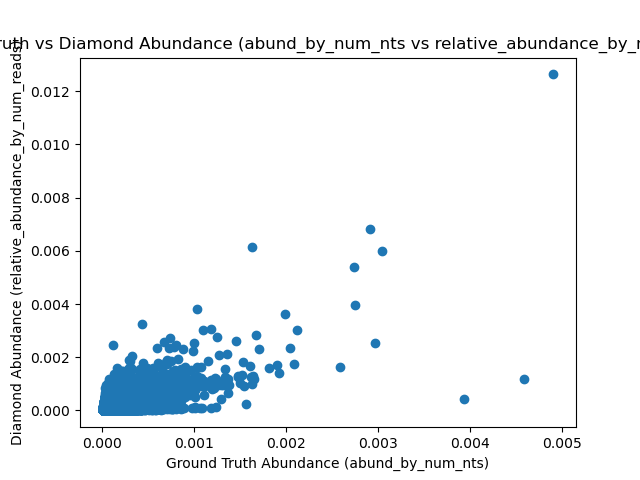 vs Diamond Abundance (abund_by_num_nts vs relative_abundance_by_
Diamond Abundance (relative_abundance_by_num_reads)
0.012
0.010
0.008
0.006
0.004
0.002
0.000
0.000 0.001 0.002 0.003 0.004 0.005
Ground Truth Abundance (abund_by_num_nts)